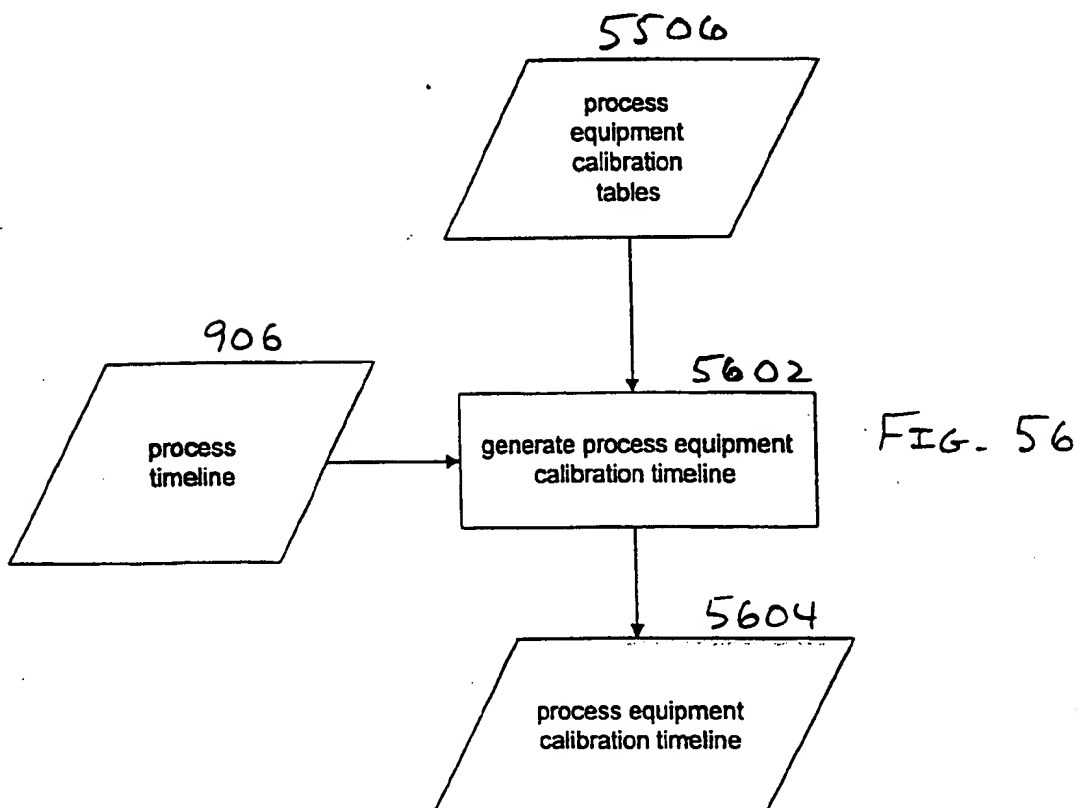 5506
process
equipment
calibration
tables
906
process
timeline
5602
generate process equipment
calibration timeline
FIG. 56
5604
process equipment
calibration timeline